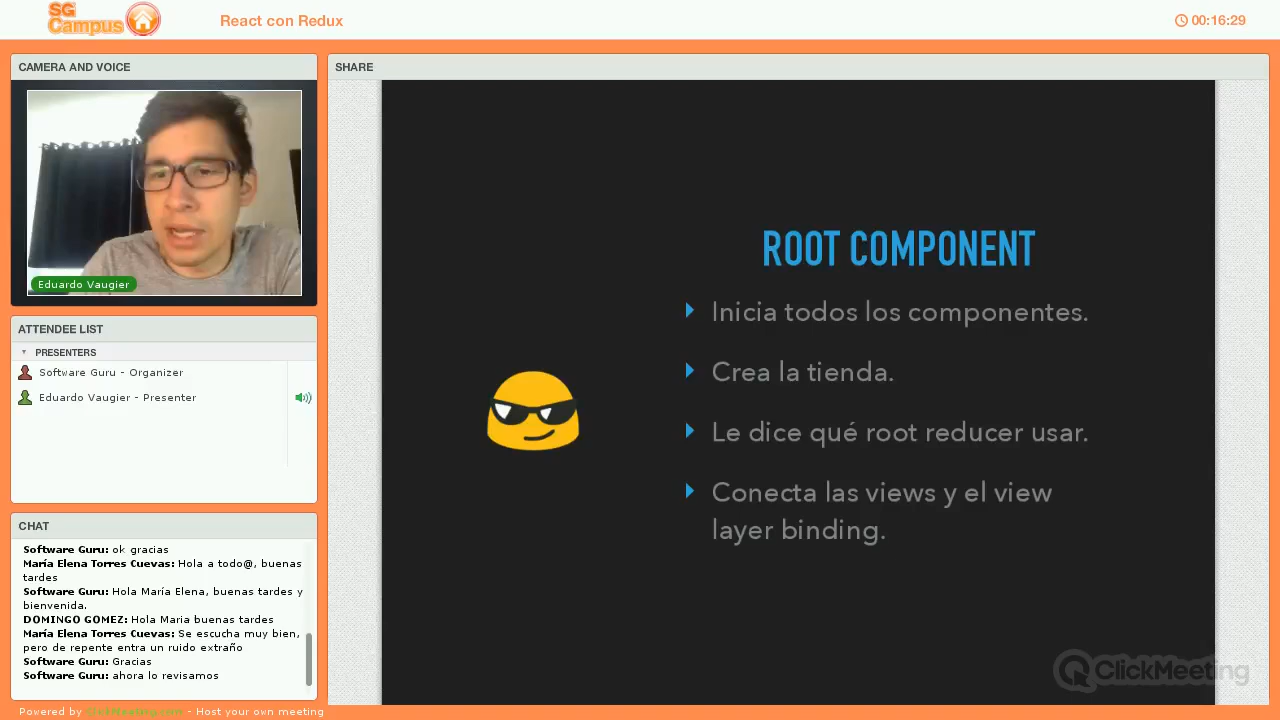 SG
Campus
React con Redux
00:16:29
CAMERA AND VOICE
Eduardo Vaugier
ATTENDEE LIST
PRESENTERS
Software Guru - Organizer
Eduardo Vaugier - Presenter
CHAT
Software Guru: ok gracias
María Elena Torres Cuevas: Hola a todo@, buenas
tardes
Software Guru: Hola María Elena, buenas tardes y
bienvenida.
DOMINGO GOMEZ: Hola Maria buenas tardes
María Elena Torres Cuevas: Se escucha muy bien,
pero de repente entra un ruido extraño
Software Guru: Gracias
Software Guru: ahora lo revisamos
Powered by ClickMeeting.com - Host your own meeting
SHARE
ROOT COMPONENT
Inicia todos los componentes.
Crea la tienda.
Le dice qué root reducer usar.
Conecta las views y el view
layer binding.
ClickMeeting